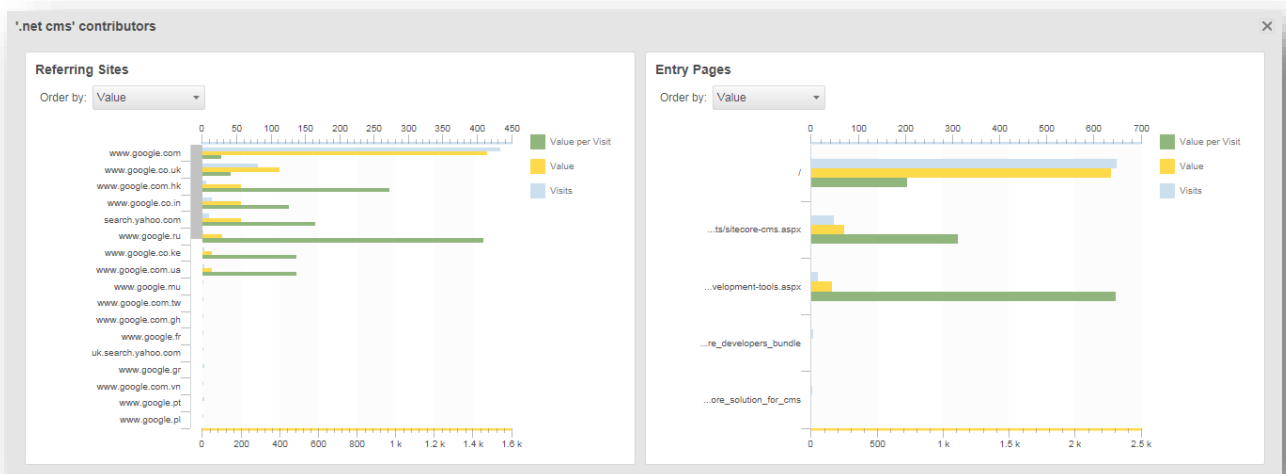 '.net cms' contributors
Referring Sites
Order by: Value
0 50 100 150 200 250 300 350 400 450
Value per Visit
Value
Visits
www.google.com
www.google.co.uk
www.google.com.hk
www.google.co.in
search.yahoo.com
www.google.ru
www.google.co.ke
www.google.com.ua
www.google.mu
www.google.com.tw
www.google.com.gh
www.google.fr
uk.search.yahoo.com
www.google.gr
www.google.com.vn
www.google.pt
www.google.pl
0 200 400 600 800 1 k 1.2 k 1.4 k 1.6 k
Entry Pages
Order by: Value
0 100 200 300 400 500 600 700
Value per Visit
Value
Visits
/
...ts/sitecore-cms.aspx
...velopment-tools.aspx
...re_developers_bundle
...ore_solution_for_cms
0 500 1 k 1.5 k 2 k 2.5 k